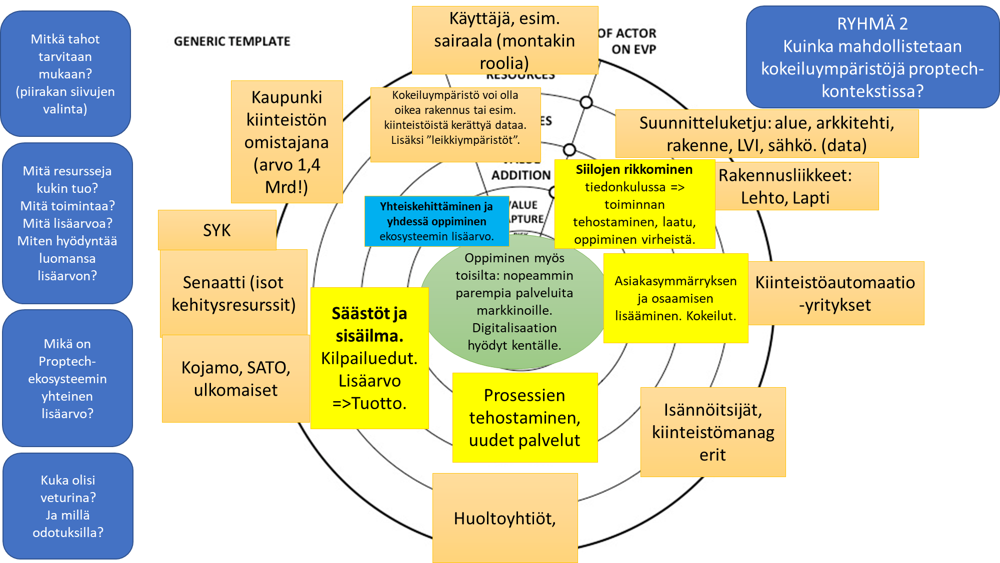 Mitkä tahot
tarvitaan
mukaan?
(piirakan siivujen
valinta)
Mitä resursseja
kukin tuo?
Mitä toimintaa?
Mitä lisäarvoa?
Miten hyödyntää
luomansa
lisäarvon?
Mikä on
Proptech-
ekosysteemin
yhteinen
lisäarvo?
Kuka olisi
veturina?
Ja millä
odotuksilla?
GENERIC TEMPLATE
Käyttäjä, esim.
sairaala (montakin
roolia)
OF ACTOR
ON EVP
RESOURCES
RYHMÄ 2
Kuinka mahdollistetaan
kokeiluympäristöjä proptech-
kontekstissa?
Kaupunki
kiinteistön
omistajana
(arvo 1,4
Mrd!)
Kokeiluympäristö voi olla
oikea rakennus tai esim.
kiinteistöistä kerättyä dataa.
Lisäksi ”leikkiympäristöt”.
ES
VALUE
ADDITION
Suunnitteluketju: alue, arkkitehti,
rakenne, LVI, sähkö. (data)
Siilojen rikkominen
tiedonkulussa =>
toiminnan
tehostaminen, laatu,
oppiminen virheistä.
Rakennusliikkeet:
Lehto, Lapti
Yhteiskehittäminen ja
yhdessä oppiminen
ekosysteemin lisäarvo.
VALUE
APTURE
RISK
SYK
Senaatti (isot
kehitysresurssit)
Kojamo, SATO,
ulkomaiset
Säästöt ja
sisäilma.
Kilpailuedut.
Lisäarvo
=>Tuotto.
Oppiminen myös
toisilta: nopeammin
parempia palveluita
markkinoille.
Digitalisaation
hyödyt kentälle.
Asiakasymmärryksen
ja osaamisen
lisääminen. Kokeilut.
Kiinteistöautomaatio
-yritykset
Prosessien
tehostaminen,
uudet palvelut
Isännöitsijät,
kiinteistömanag
erit
Huoltoyhtiöt,